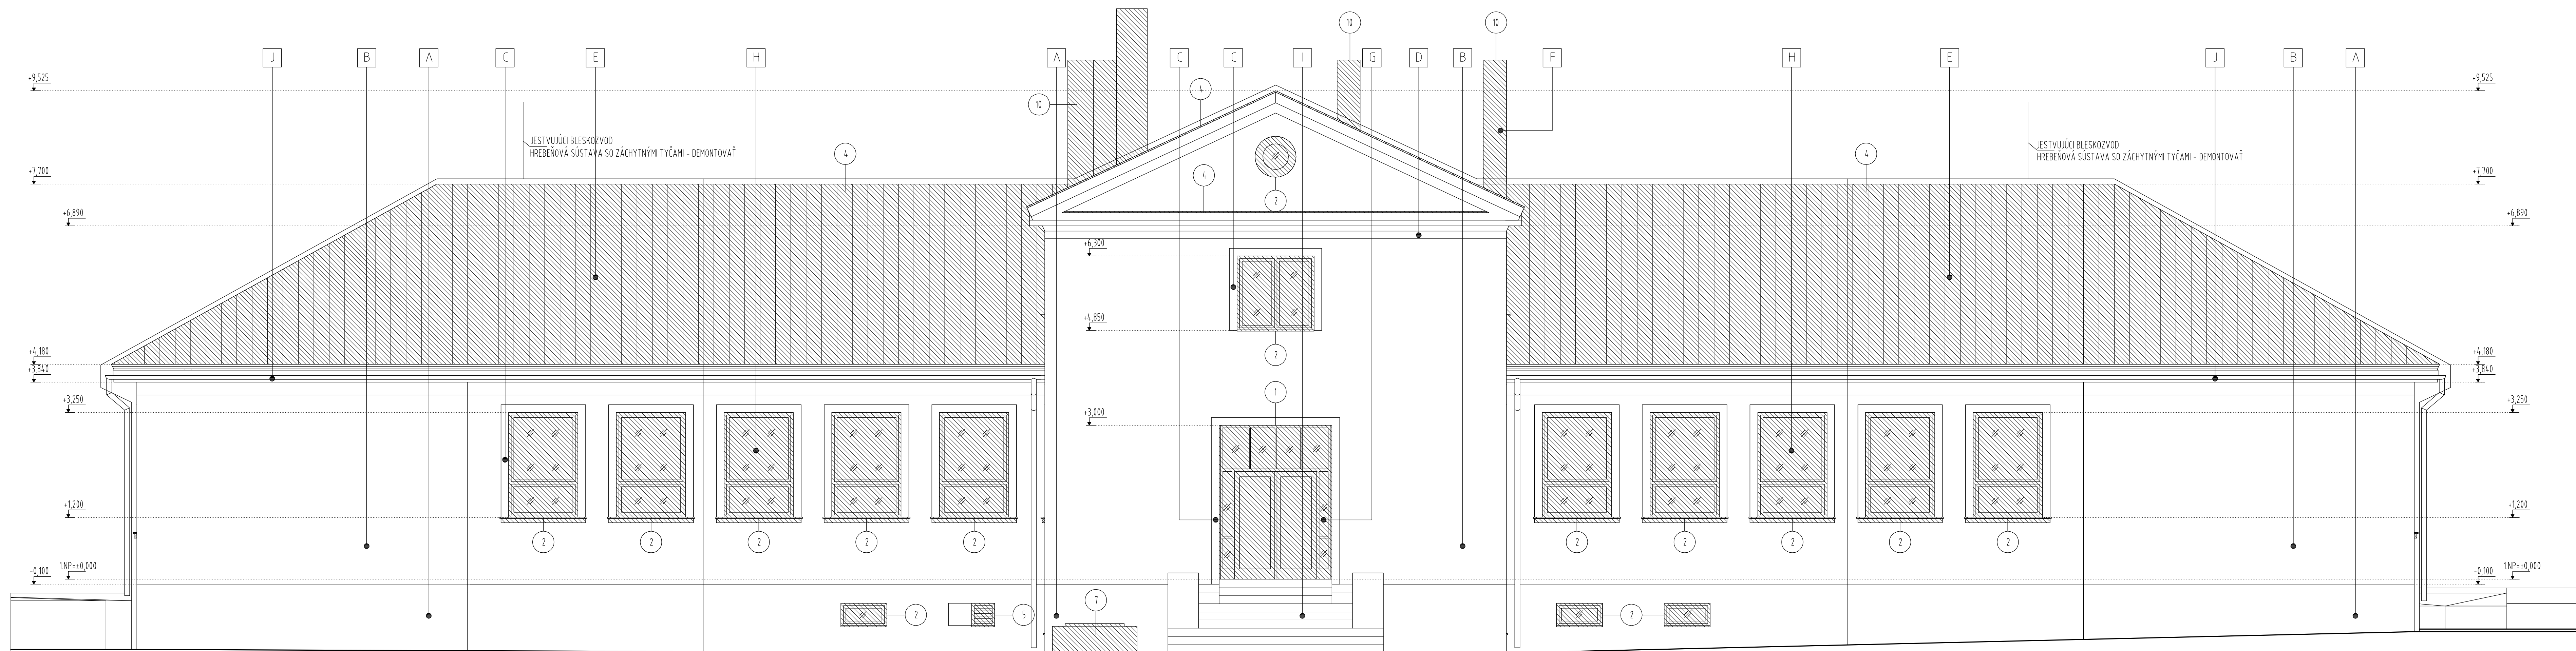 10
10
J
B
A
C
E
H
A
C
C
I
G
D
B
F
H
E
J
B
A
+9,525
+9,525
4
10
JESTVUJÚCI BLESKOZVOD
HREBEŇOVÁ SÚSTAVA SO ZÁCHYTNÝMI TYČAMI - DEMONTOVAŤ
4
JESTVUJÚCI BLESKOZVOD
HREBEŇOVÁ SÚSTAVA SO ZÁCHYTNÝMI TYČAMI - DEMONTOVAŤ
4
+7,700
4
+7,700
2
+6,890
+6,890
+6,300
+4,850
+4,180
2
+4,180
+3,840
+3,840
1
+3,250
+3,000
+3,250
+1,200
+1,200
2
2
2
2
2
2
2
2
2
2
-0,100
1.NP=±0,000
-0,100
1.NP=±0,000
7
2
5
2